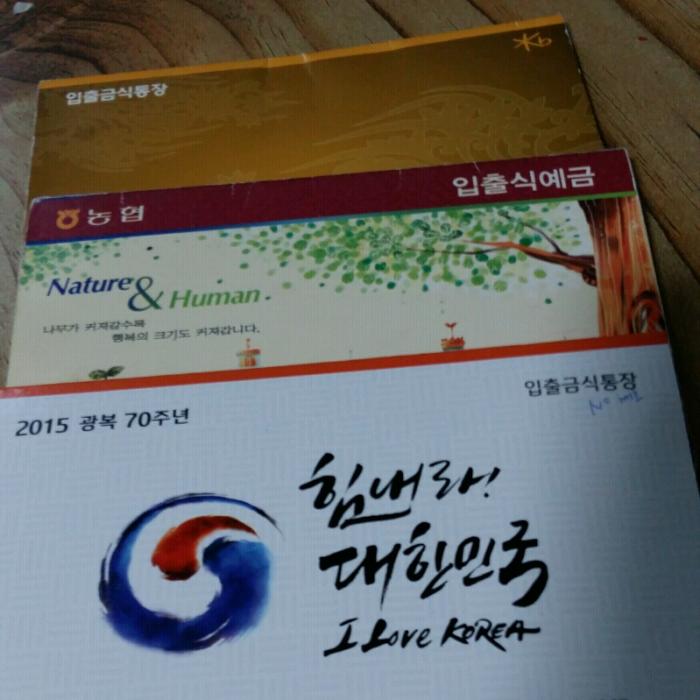 입출금식통장
농협
입출식예금
Nature & Human
나무가 커져갈수록
행복의 크기도 커져갑니다.
2015 광복 70주년
입출금식통장
힘내라!
대한민국
I Love KOREA